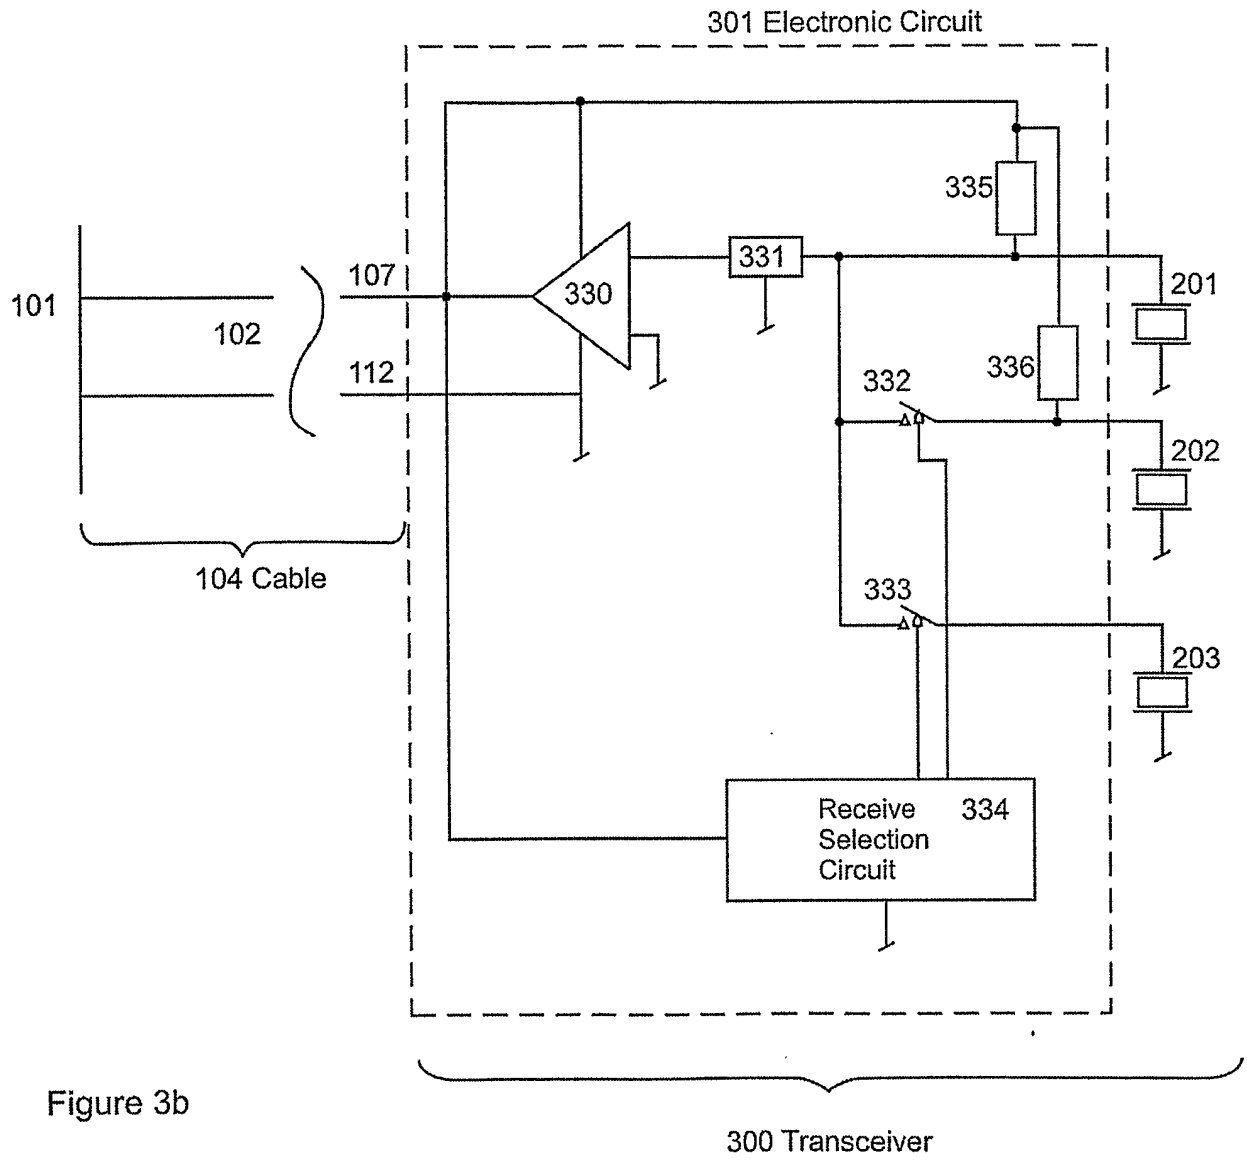 301 Electronic Circuit
335
331
107
330
201
101
102
336
112
332
202
104 Cable
333
203
Receive 334
Selection
Circuit
Figure 3b
300 Transceiver